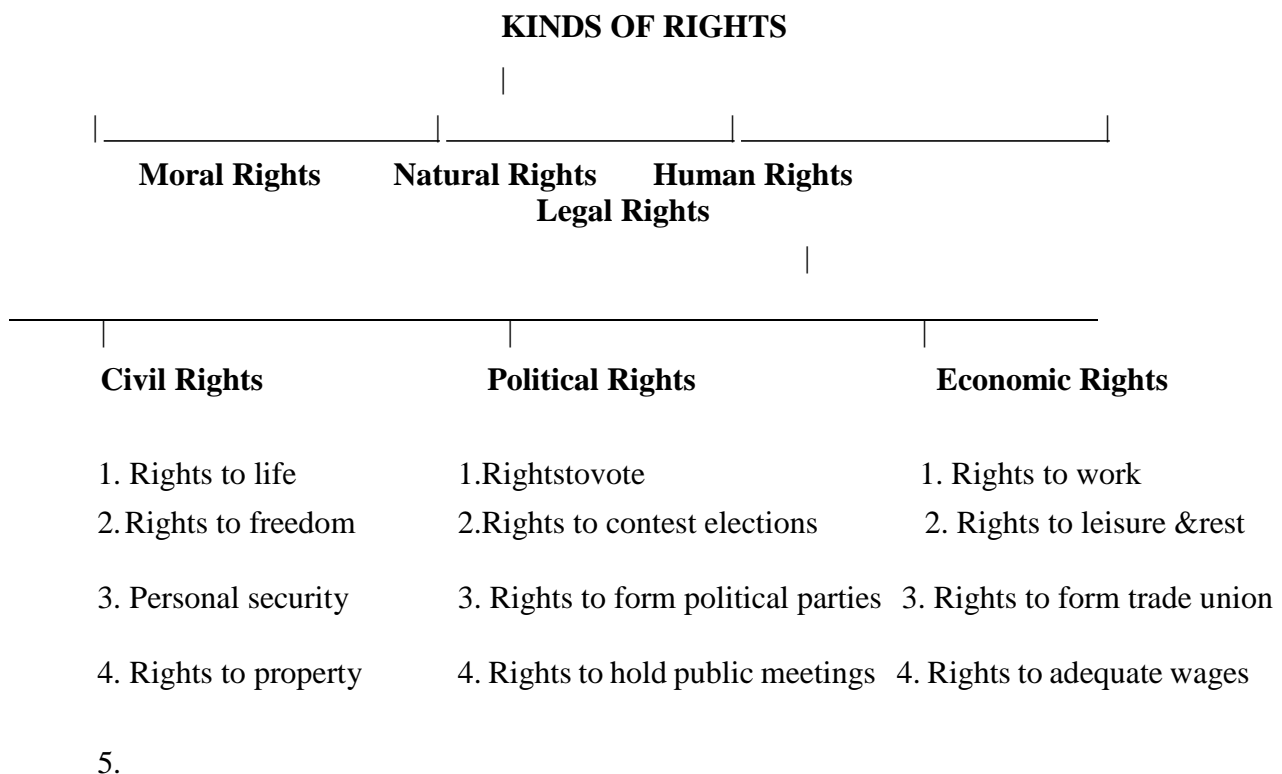 KINDS OF RIGHTS
Moral Rights Natural Rights Human Rights
Legal Rights
Civil Rights Political Rights Economic Rights
1. Rights to life 1.Rightstovote 1. Rights to work
2. Rights to freedom 2.Rights to contest elections 2. Rights to leisure &rest
3. Personal security 3. Rights to form political parties 3. Rights to form trade union
4. Rights to property 4. Rights to hold public meetings 4. Rights to adequate wages
5.